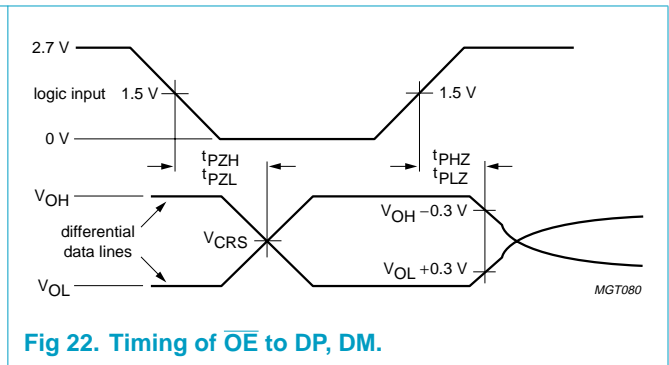 2.7 V
logic input 1.5 V
1.5 V
0 V
tPZH
tPZL
tPHZ
tPLZ
VOH
VOH −0.3 V
differential
data lines
VCRS
VOL +0.3 V
VOL
MGT080
Fig 22. Timing of O̅E̅ to DP, DM.